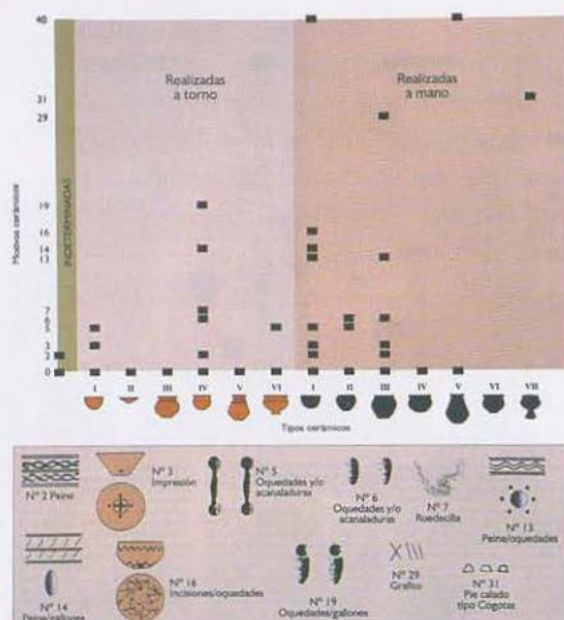 40
Realizadas
a torno
Realizadas
a mano
31
29
Motivos cerámicos
INDETERMINADAS
19
16
14
13
7
6
5
3
2
0
I II III IV V VI I II III IV V VI VII
Tipos cerámicos
Nº 2 Peine
Nº 3
Impresión
Nº 5
Oquedades y/o
acanaladuras
Nº 6
Oquedades y/o
acanaladuras
Nº 7
Ruedecilla
Nº 13
Peine/oquedades
Nº 14
Peine/gallones
Nº 16
Incisiones/oquedades
Nº 19
Oquedades/gallones
Nº 29
Grafito
Nº 31
Pie calado
tipo Cogotas